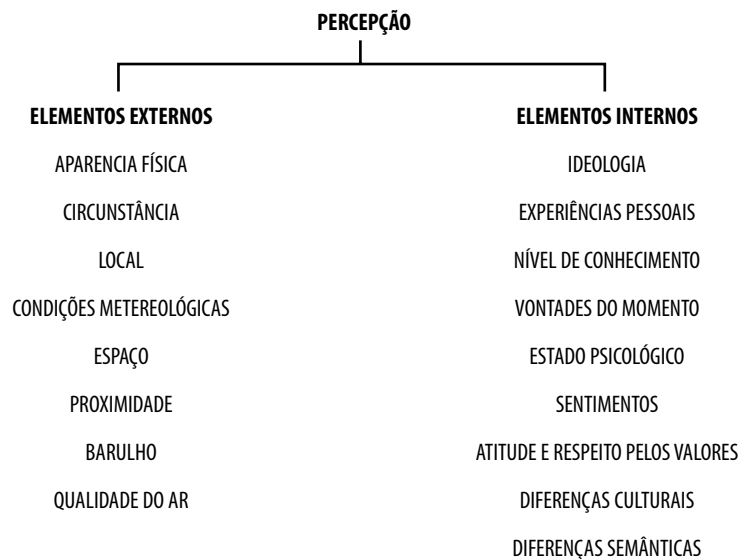 PERCEPÇÃO
ELEMENTOS EXTERNOS
APARENCIA FÍSICA
CIRCUNSTÂNCIA
LOCAL
CONDIÇÕES METEREOLÓGICAS
ESPAÇO
PROXIMIDADE
BARULHO
QUALIDADE DO AR
ELEMENTOS INTERNOS
IDEOLOGIA
EXPERIÊNCIAS PESSOAIS
NÍVEL DE CONHECIMENTO
VONTADES DO MOMENTO
ESTADO PSICOLÓGICO
SENTIMENTOS
ATITUDE E RESPEITO PELOS VALORES
DIFERENÇAS CULTURAIS
DIFERENÇAS SEMÂNTICAS